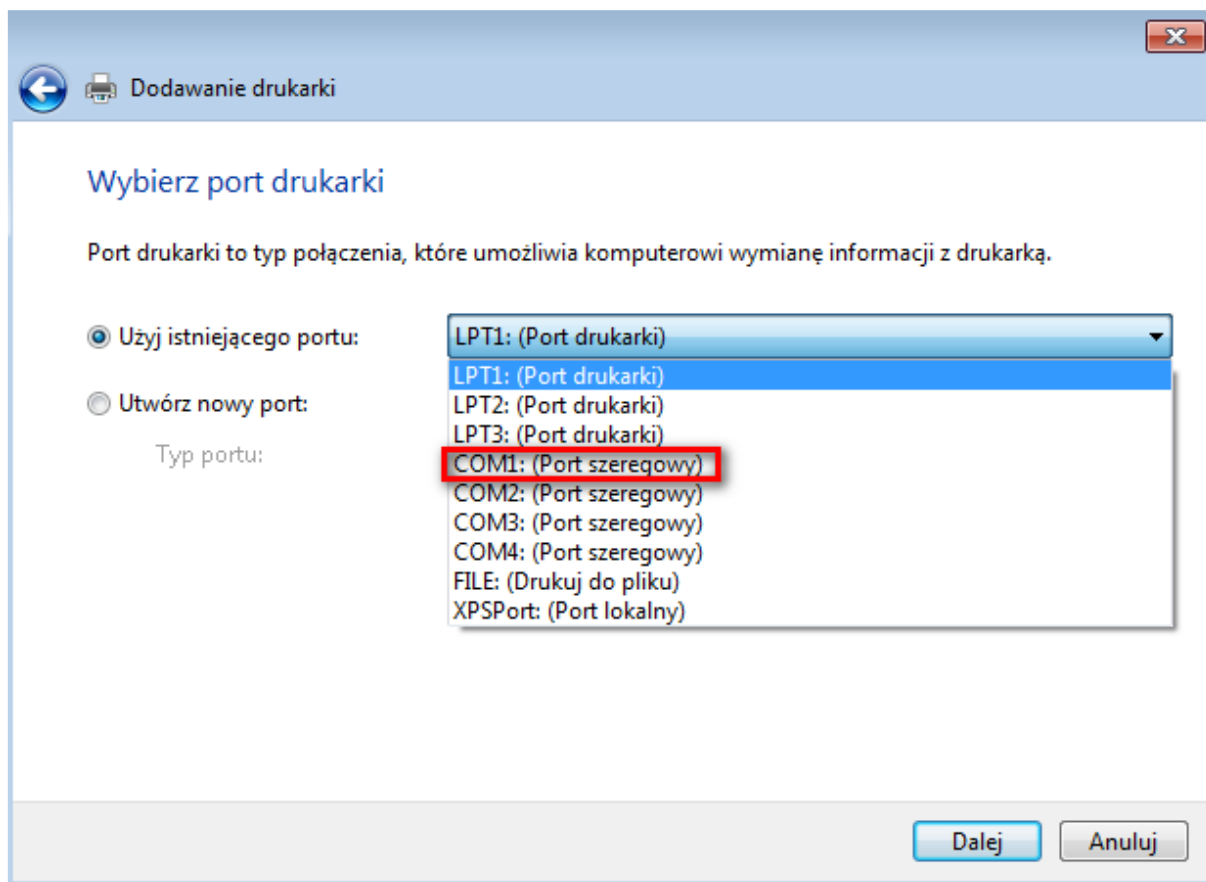 Dodawanie drukarki
Wybierz port drukarki
Port drukarki to typ połączenia, które umożliwia komputerowi wymianę informacji z drukarką.
Użyj istniejącego portu: LPT1: (Port drukarki)
LPT1: (Port drukarki)
Utwórz nowy port: LPT2: (Port drukarki)
LPT3: (Port drukarki)
Typ portu: COM1: (Port szeregowy)
COM2: (Port szeregowy)
COM3: (Port szeregowy)
COM4: (Port szeregowy)
FILE: (Drukuj do pliku)
XPSPort: (Port lokalny)
Dalej Anuluj